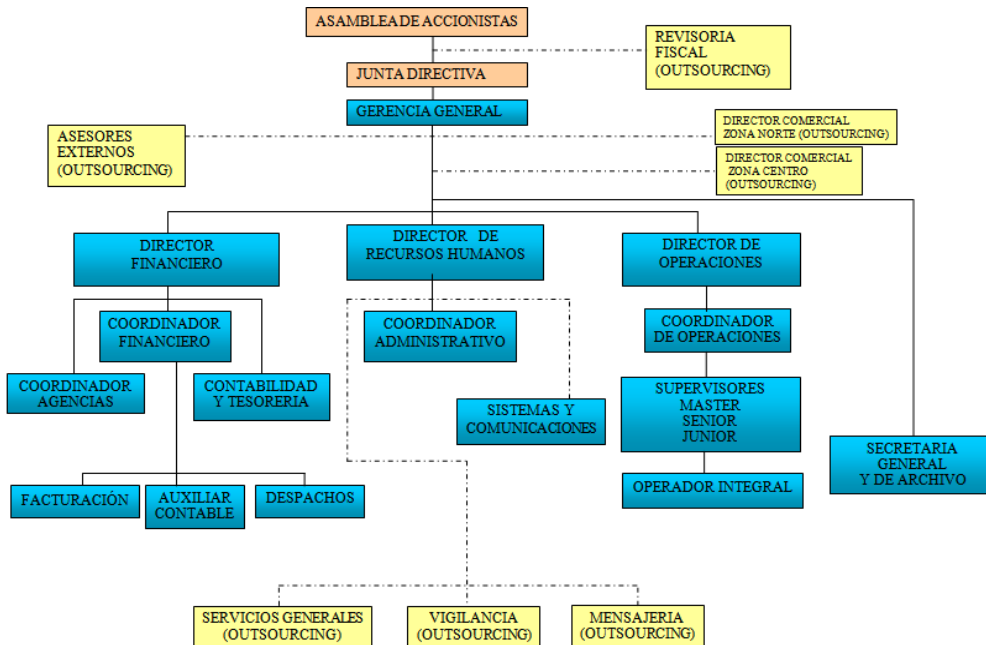 ASAMBLEA DE ACCIONISTAS
REVISORIA
FISCAL
(OUTSOURCING)
JUNTA DIRECTIVA
GERENCIA GENERAL
ASESORES
EXTERNOS
(OUTSOURCING)
DIRECTOR COMERCIAL
ZONA NORTE (OUTSOURCING)
DIRECTOR COMERCIAL
ZONA CENTRO
(OUTSOURCING)
DIRECTOR
FINANCIERO
DIRECTOR DE
RECURSOS HUMANOS
DIRECTOR DE
OPERACIONES
COORDINADOR
FINANCIERO
COORDINADOR
ADMINISTRATIVO
COORDINADOR
DE OPERACIONES
COORDINADOR
AGENCIAS
CONTABILIDAD
Y TESORERIA
SISTEMAS Y
COMUNICACIONES
SUPERVISORES
MASTER
SENIOR
JUNIOR
SECRETARIA
GENERAL
Y DE ARCHIVO
FACTURACIÓN
AUXILIAR
CONTABLE
DESPACHOS
OPERADOR INTEGRAL
SERVICIOS GENERALES
(OUTSOURCING)
VIGILANCIA
(OUTSOURCING)
MENSAJERIA
(OUTSOURCING)